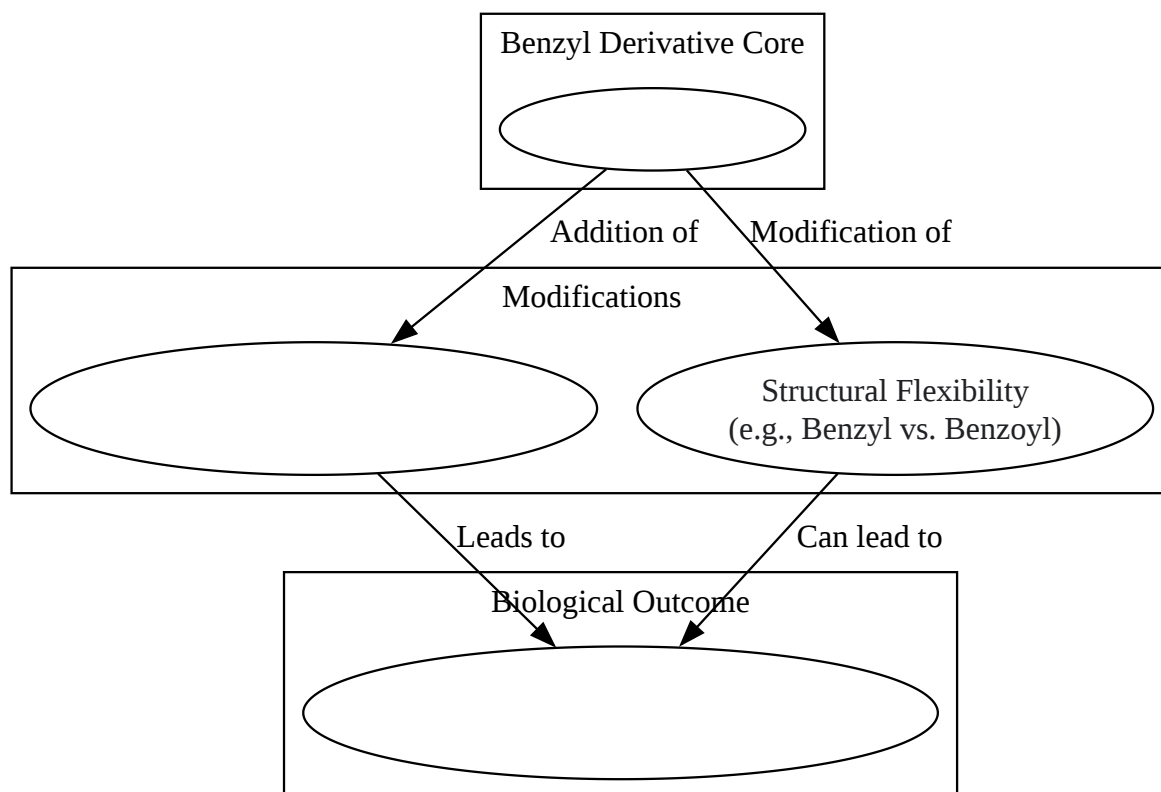 Benzyl Derivative Core
Addition of
Modification of
Modifications
Structural Flexibility
(e.g., Benzyl vs. Benzoyl)
Leads to
Can lead to
Biological Outcome